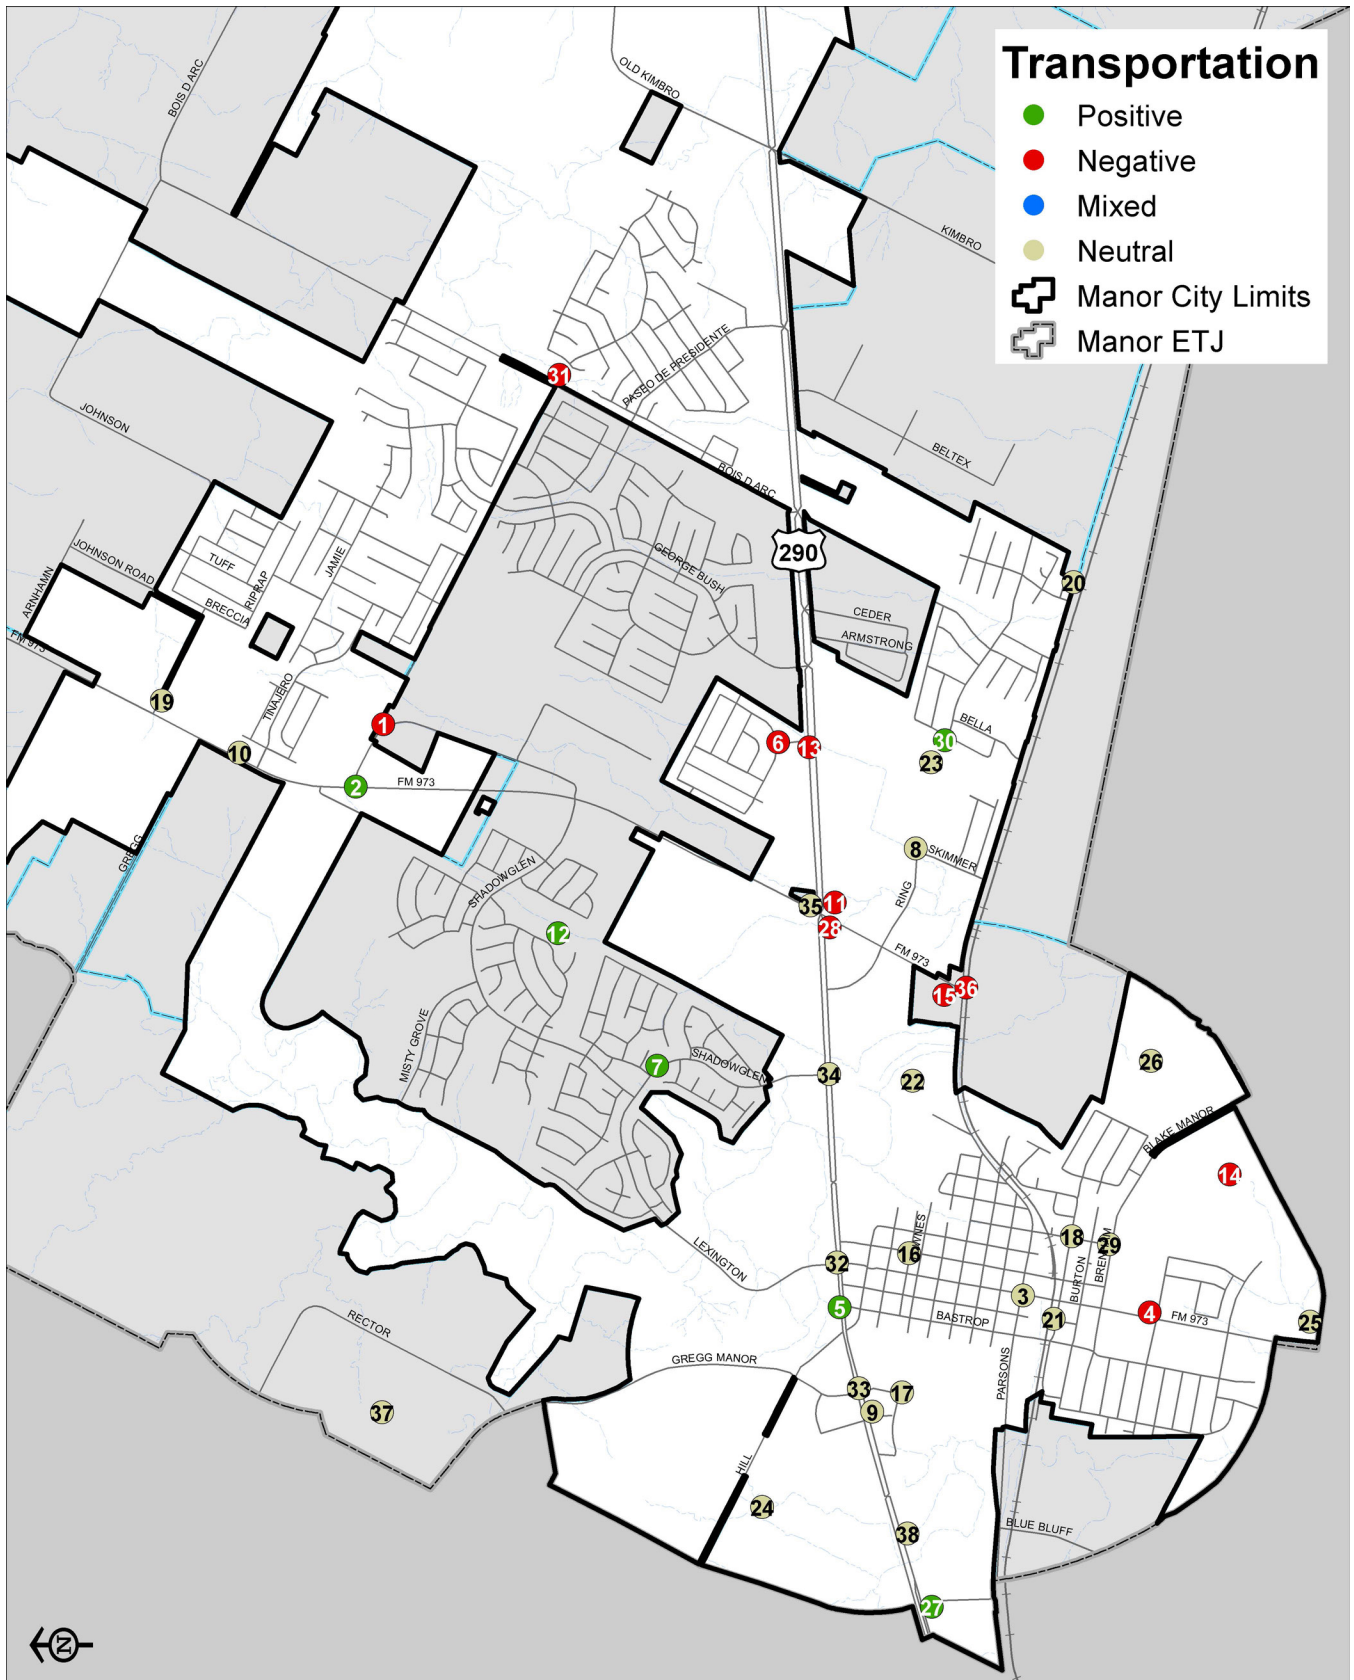 Transportation
Positive
Negative
Mixed
Neutral
Manor City Limits
Manor ETJ
BOIS D ARC
OLD KIMBRO
KIMBRO
PASEO DE PRESIDENTE
31
JOHNSON
BELTEX
BOIS D ARC
290
GEORGE BUSH
JOHNSON ROAD
TUFF
RIPRAP
JAMIE
BRECCIA
ARNHAMN
FM 973
CEDER
ARMSTRONG
20
TINAJERO
19
10
1
2
FM 973
6
13
BELLA
30
23
GREGG
SHADOWGLEN
8
SKIMMER
RING
12
35
11
28
FM 973
15
36
MISTY GROVE
7
SHADOWGLEN
34
22
26
BLAKE MANOR
14
LEXINGTON
32
16
18
29
BURTON
3
5
BASTROP
21
4
FM 973
25
RECTOR
GREGG MANOR
PARSONS
33
17
9
37
HILL
24
38
BLUE BLUFF
27
N